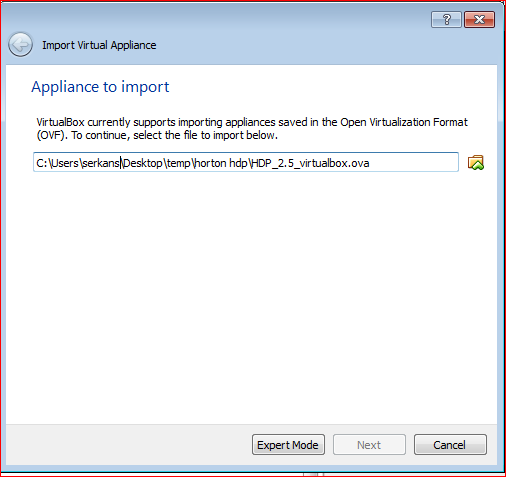 ?
Import Virtual Appliance
Appliance to import
VirtualBox currently supports importing appliances saved in the Open Virtualization Format
(OVF). To continue, select the file to import below.
C:\Users\serkans\Desktop\temp\horton hdp\HDP_2.5_virtualbox.ova
Expert Mode Next Cancel